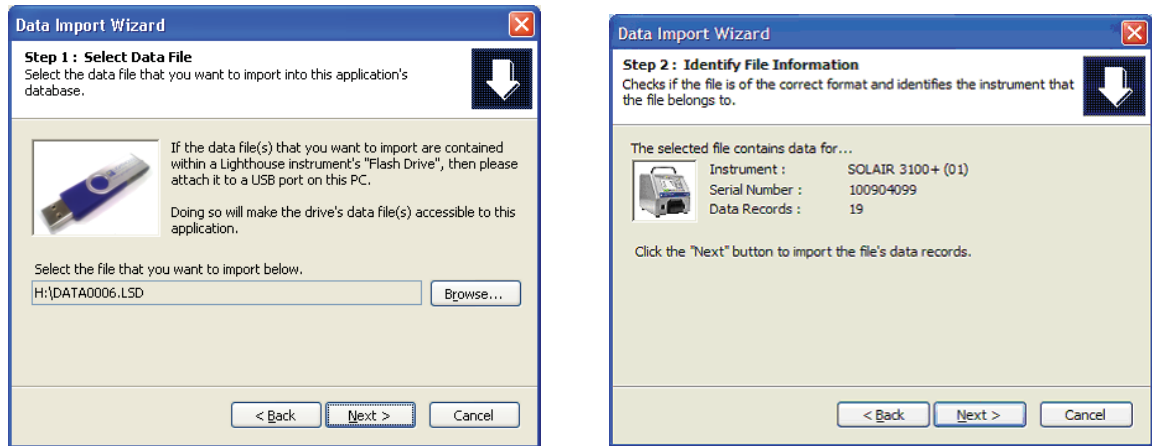 Data Import Wizard
Step 1 : Select Data File
Select the data file that you want to import into this application's
database.
If the data file(s) that you want to import are contained
within a Lighthouse instrument's "Flash Drive", then please
attach it to a USB port on this PC.
Doing so will make the drive's data file(s) accessible to this
application.
Select the file that you want to import below.
H:\DATA0006.LSD
Browse...
< Back
Next >
Cancel
Data Import Wizard
Step 2 : Identify File Information
Checks if the file is of the correct format and identifies the instrument that
the file belongs to.
The selected file contains data for...
Instrument : SOLAIR 3100+ (01)
Serial Number : 100904099
Data Records : 19
Click the "Next" button to import the file's data records.
< Back
Next >
Cancel